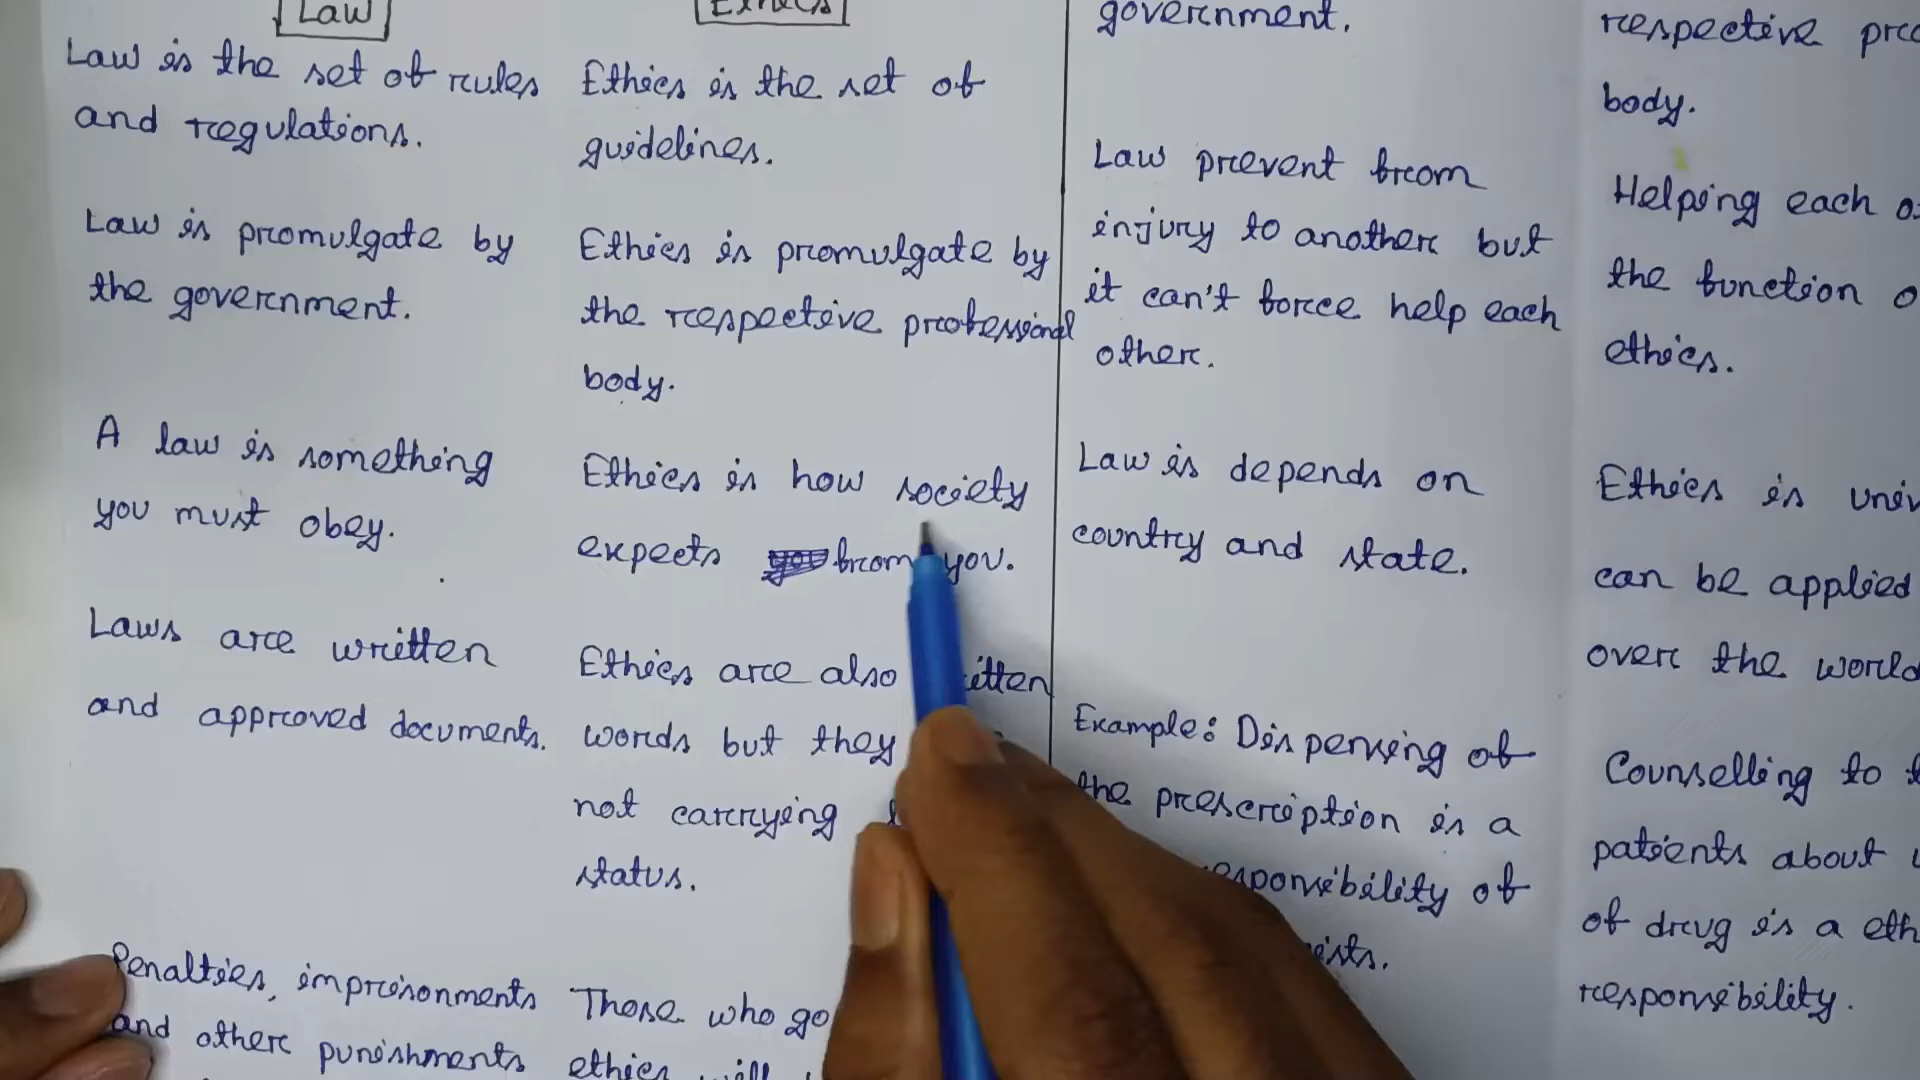 Law
Ethics
Law is the set of rules
and regulations.
Ethics is the set of
guidelines.
Law is promulgate by
the government.
Ethics is promulgate by
the respective professional
body.
A law is something
you must obey.
Ethics is how society
expects from you.
Laws are written
and approved documents.
Ethics are also
words but they
not carrying
status.
Penalties, imprisonments
and other punishments
Those who go
ethics will
government.
Law prevent from
injury to another but
it can't force help each
other.
Law is depends on
country and state.
Example: Dispensing of
the prescription is a
responsibility of
respective
body.
Helping each
the function
ethics.
Ethics is
can be applied
over the world
Counselling to
patients about
of drug is a
responsibility.